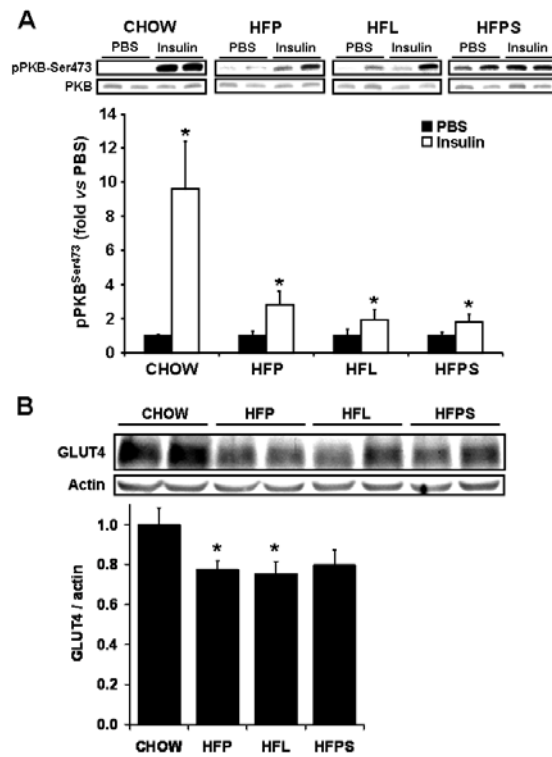 A
CHOW HFP HFL HFPS
PBS Insulin PBS Insulin PBS Insulin PBS Insulin
pPKB-Ser473
PKB
14
12
10
8
6
4
2
0
pPKB^Ser473 (fold vs PBS)
PBS
Insulin
* * * *
CHOW HFP HFL HFPS
B
CHOW HFP HFL HFPS
GLUT4
Actin
1.0
0.8
0.6
0.4
0.2
0.0
GLUT4 / actin
* *
CHOW HFP HFL HFPS